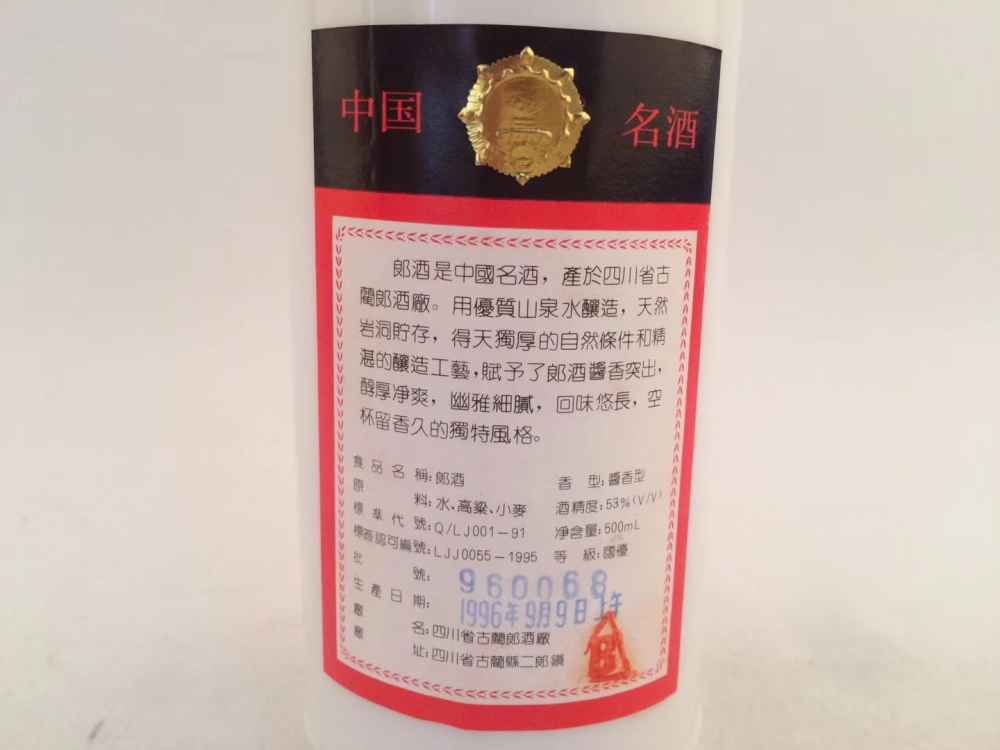 中国 名酒
郎酒是中國名酒，產於四川省古
藺郎酒廠。用優質山泉水釀造，天然
岩洞貯存，得天獨厚的自然條件和精
湛的釀造工藝，賦予了郎酒醬香突出，
醇厚凈爽，幽雅細膩，回味悠長，空
杯留香久的獨特風格。
食品名稱：郎酒 香型：醬香型
原料：水、高粱、小麥 酒精度：53%(V/V)
標準代號：Q/LJ001-91 凈含量：500mL
標簽認可編號：LJJ0055-1995 等級：國優
批號：960068
生產日期：1996年9月9日
廠名：四川省古藺郎酒廠
廠址：四川省古藺縣二郎鎮